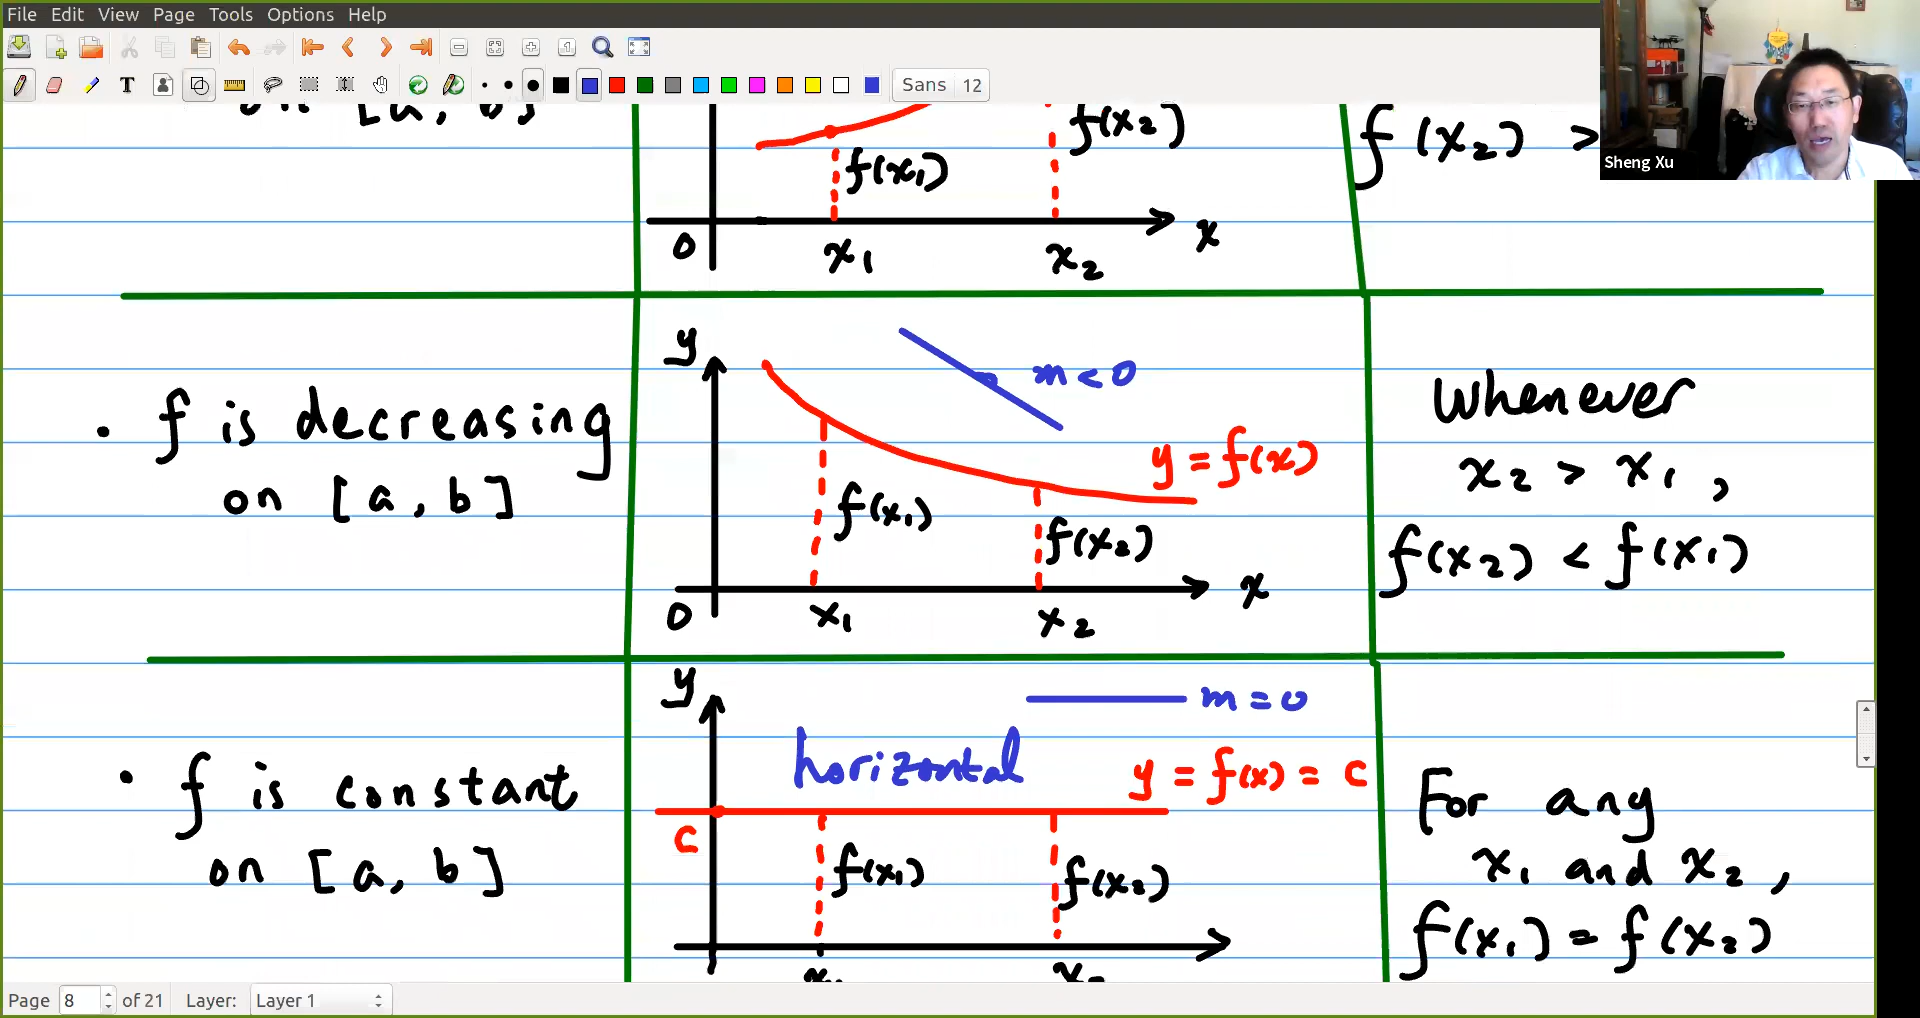 File Edit View Page Tools Options Help
Sans 12
Sheng Xu
on [a, b]
f(x1)
f(x2)
f(x2) >
0
x1
x2
x
· f is decreasing
on [a, b]
y
m < 0
y = f(x)
f(x1)
f(x2)
0
x1
x2
x
Whenever
x2 > x1,
f(x2) < f(x1)
· f is constant
on [a, b]
y
m = 0
horizontal
y = f(x) = c
c
f(x1)
f(x2)
For any
x1 and x2,
f(x1) = f(x2)
Page 8 of 21 Layer: Layer 1